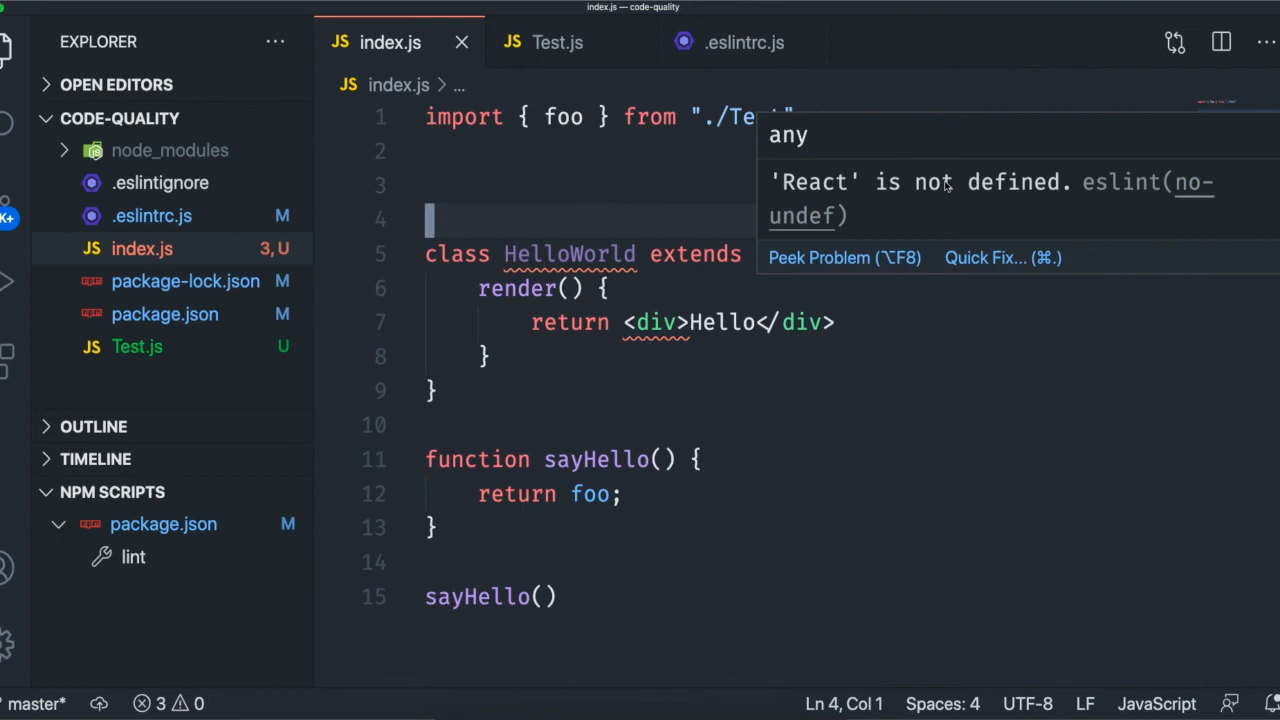 index.js — code-quality
EXPLORER
JS index.js
JS Test.js
.eslintrc.js
OPEN EDITORS
CODE-QUALITY
node_modules
.eslintignore
.eslintrc.js M
JS index.js 3, U
package-lock.json M
package.json M
JS Test.js U
OUTLINE
TIMELINE
NPM SCRIPTS
package.json M
lint
K+
JS index.js > ...
1 import { foo } from "./Te
2
3
4
5 class HelloWorld extends
6 render() {
7 return <div>Hello</div>
8 }
9 }
10
11 function sayHello() {
12 return foo;
13 }
14
15 sayHello()
any
'React' is not defined. eslint(no-
undef)
Peek Problem (⌥F8) Quick Fix... (⌘.)
master* 3 0 Ln 4, Col 1 Spaces: 4 UTF-8 LF JavaScript